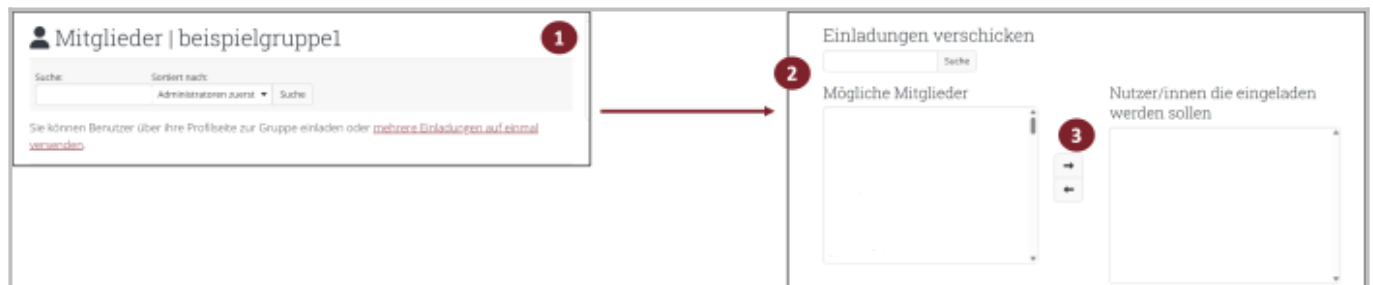 Mitglieder | beispielgruppe1
1
Suche:
Sortiert nach:
Administratoren zuerst
Suche
Sie können Benutzer über ihre Profilseite zur Gruppe einladen oder mehrere Einladungen auf einmal
versenden.
Einladungen verschicken
Suche
2
Mögliche Mitglieder
3
Nutzer/innen die eingeladen
werden sollen